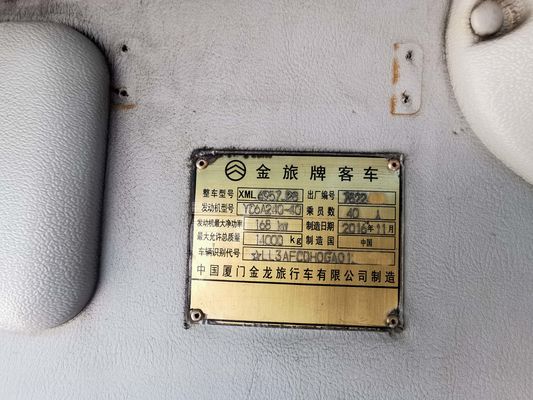 金旅牌客车
整车型号 XML 6957 出厂编号 7822
发动机型号 YC6A240-40 乘员数 40 人
发动机最大净功率 168 kW 制造日期 2016年11月
最大允许总质量 14000 kg 制造国 中国
车辆识别代号 ☆LL3AFCDH0GA01
中国厦门金龙旅行车有限公司制造